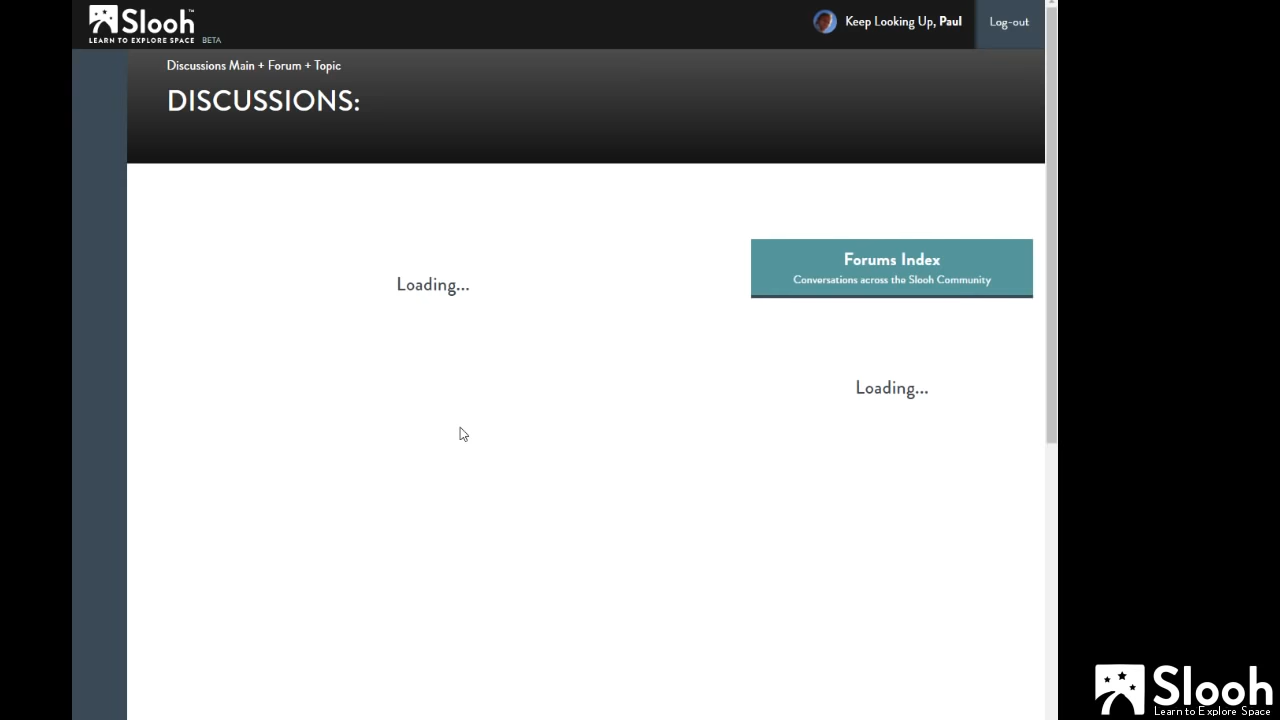 Slooh™
LEARN TO EXPLORE SPACE BETA
Keep Looking Up, Paul
Log-out
Discussions Main + Forum + Topic
DISCUSSIONS:
Loading...
Forums Index
Conversations across the Slooh Community
Loading...
Slooh
Learn to Explore Space